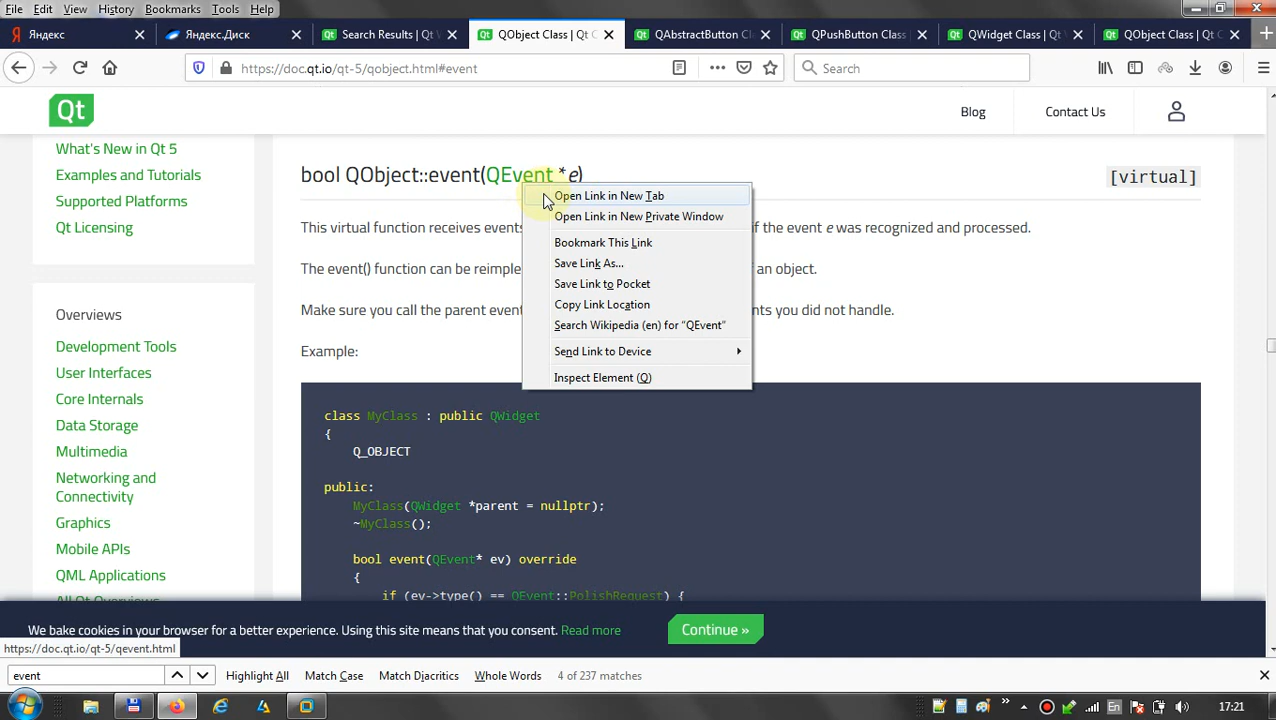 File Edit View History Bookmarks Tools Help
Яндекс
Яндекс.Диск
Search Results | Qt
QObject Class | Qt
QAbstractButton Cl
QPushButton Class
QWidget Class | Qt
QObject Class | Qt
https://doc.qt.io/qt-5/qobject.html#event
Search
Qt
Blog
Contact Us
What's New in Qt 5
Examples and Tutorials
Supported Platforms
Qt Licensing
Overviews
Development Tools
User Interfaces
Core Internals
Data Storage
Multimedia
Networking and
Connectivity
Graphics
Mobile APIs
QML Applications
All Qt Overviews
bool QObject::event(QEvent *e)
[virtual]
This virtual function receives events if the event e was recognized and processed.
The event() function can be reimple f an object.
Make sure you call the parent event nts you did not handle.
Example:
Open Link in New Tab
Open Link in New Private Window
Bookmark This Link
Save Link As...
Save Link to Pocket
Copy Link Location
Search Wikipedia (en) for "QEvent"
Send Link to Device
Inspect Element (Q)
class MyClass : public QWidget
{
Q_OBJECT
public:
MyClass(QWidget *parent = nullptr);
~MyClass();
bool event(QEvent* ev) override
{
if (ev->type() == QEvent::PolishRequest) {
We bake cookies in your browser for a better experience. Using this site means that you consent. Read more
Continue »
https://doc.qt.io/qt-5/qevent.html
event
Highlight All Match Case Match Diacritics Whole Words 4 of 237 matches
En
17:21